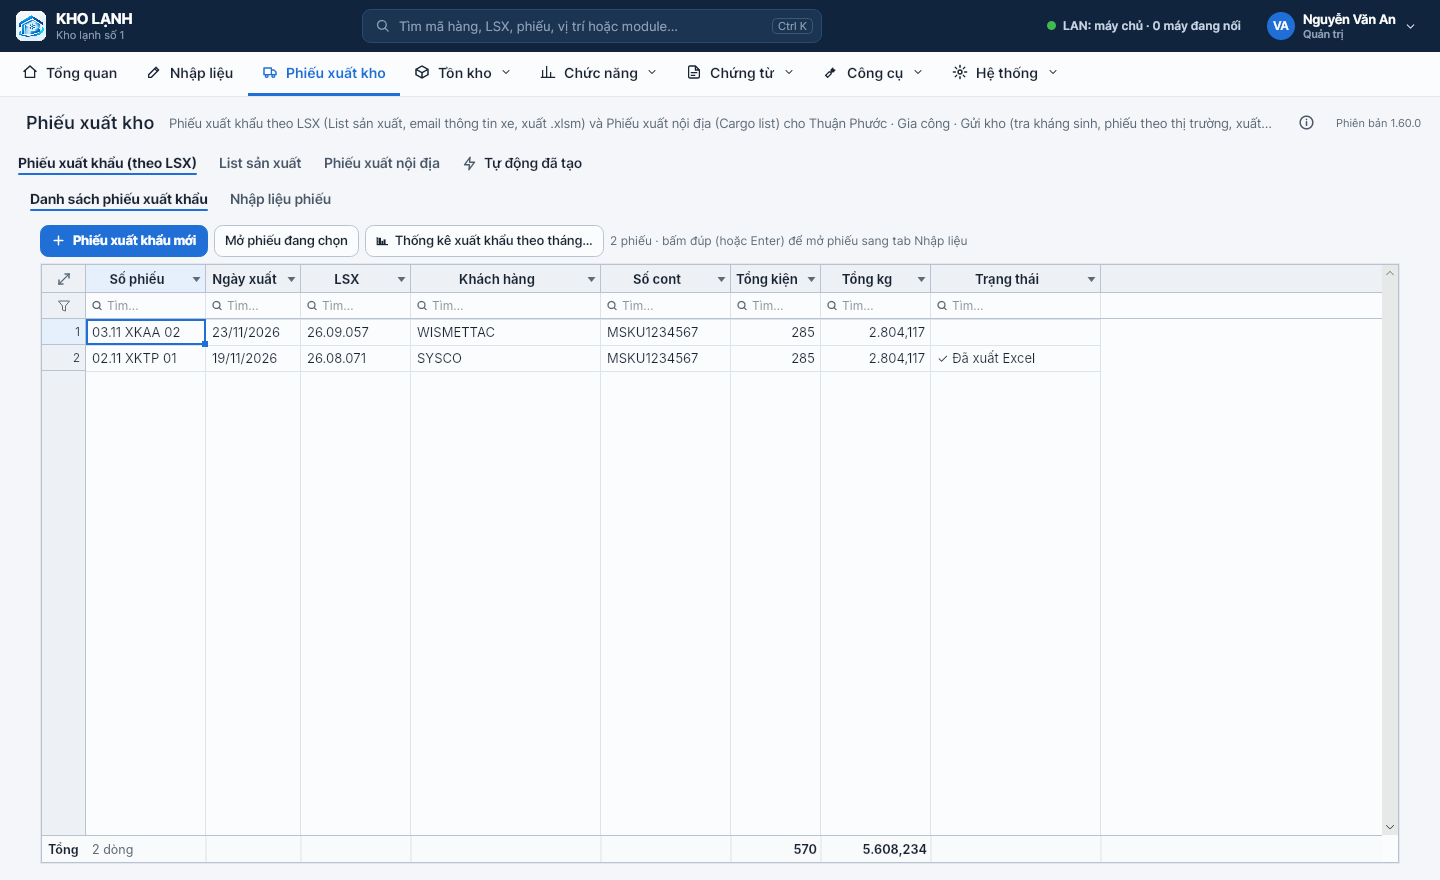 KHO LẠNH
Kho lạnh số 1
Tìm mã hàng, LSX, phiếu, vị trí hoặc module...
Ctrl K
LAN: máy chủ · 0 máy đang nối
VA
Nguyễn Văn An
Quản trị
Tổng quan
Nhập liệu
Phiếu xuất kho
Tồn kho
Chức năng
Chứng từ
Công cụ
Hệ thống
Phiếu xuất kho
Phiếu xuất khẩu theo LSX (List sản xuất, email thông tin xe, xuất .xlsm) và Phiếu xuất nội địa (Cargo list) cho Thuận Phước · Gia công · Gửi kho (tra kháng sinh, phiếu theo thị trường, xuất...
Phiên bản 1.60.0
Phiếu xuất khẩu (theo LSX)
List sản xuất
Phiếu xuất nội địa
Tự động đã tạo
Danh sách phiếu xuất khẩu
Nhập liệu phiếu
Phiếu xuất khẩu mới
Mở phiếu đang chọn
Thống kê xuất khẩu theo tháng...
2 phiếu · bấm đúp (hoặc Enter) để mở phiếu sang tab Nhập liệu
Số phiếu Ngày xuất LSX Khách hàng Số cont Tổng kiện Tổng kg Trạng thái
Tìm... Tìm... Tìm... Tìm... Tìm... Tìm... Tìm... Tìm...
1 03.11 XKAA 02 23/11/2026 26.09.057 WISMETTAC MSKU1234567 285 2.804,117
2 02.11 XKTP 01 19/11/2026 26.08.071 SYSCO MSKU1234567 285 2.804,117 ✓ Đã xuất Excel
Tổng 2 dòng 570 5.608,234